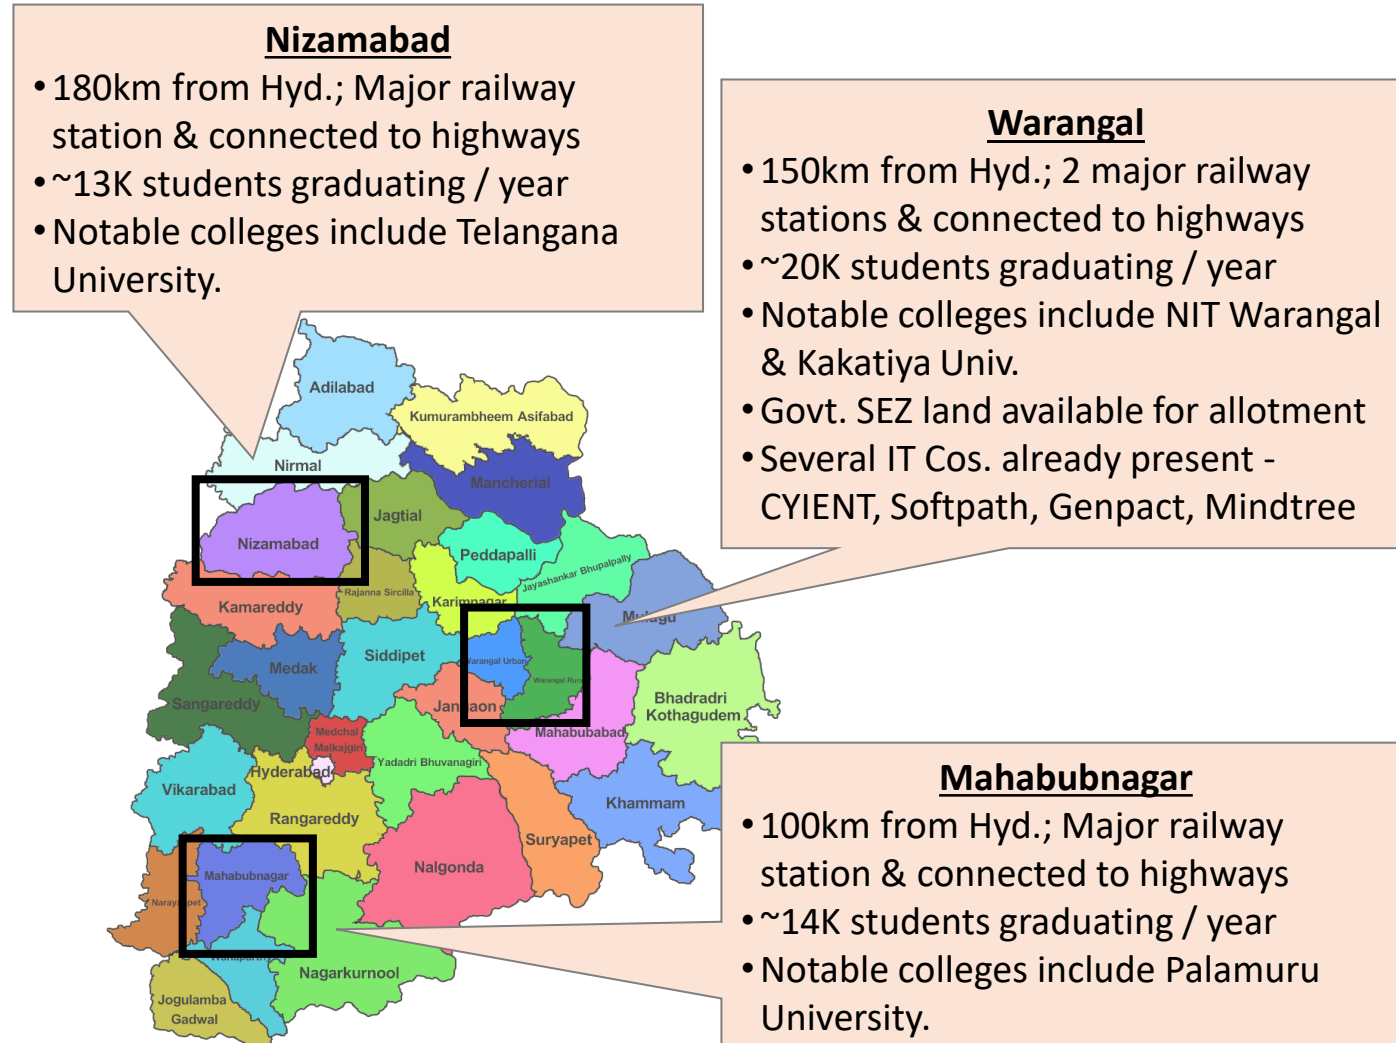 Nizamabad
• 180km from Hyd.; Major railway
station & connected to highways
• ~13K students graduating / year
• Notable colleges include Telangana
University.
Warangal
• 150km from Hyd.; 2 major railway
stations & connected to highways
• ~20K students graduating / year
• Notable colleges include NIT Warangal
& Kakatiya Univ.
• Govt. SEZ land available for allotment
• Several IT Cos. already present -
CYIENT, Softpath, Genpact, Mindtree
Adilabad
Kumurambheem Asifabad
Nirmal
Mancherial
Jagtial
Nizamabad
Peddapalli
Jayashankar Bhupalpally
Rajanna Sircilla
Karimnagar
Kamareddy
Mulugu
Siddipet
Warangal Urban
Medak
Warangal Rural
Bhadradri
Kothagudem
Sangareddy
Jangaon
Mahabubabad
Medchal
Malkajgiri
Yadadri Bhuvanagiri
Hyderabad
Vikarabad
Khammam
Rangareddy
Suryapet
Nalgonda
Mahabubnagar
Narayanpet
Wanaparthy
Nagarkurnool
Jogulamba
Gadwal
Mahabubnagar
• 100km from Hyd.; Major railway
station & connected to highways
• ~14K students graduating / year
• Notable colleges include Palamuru
University.